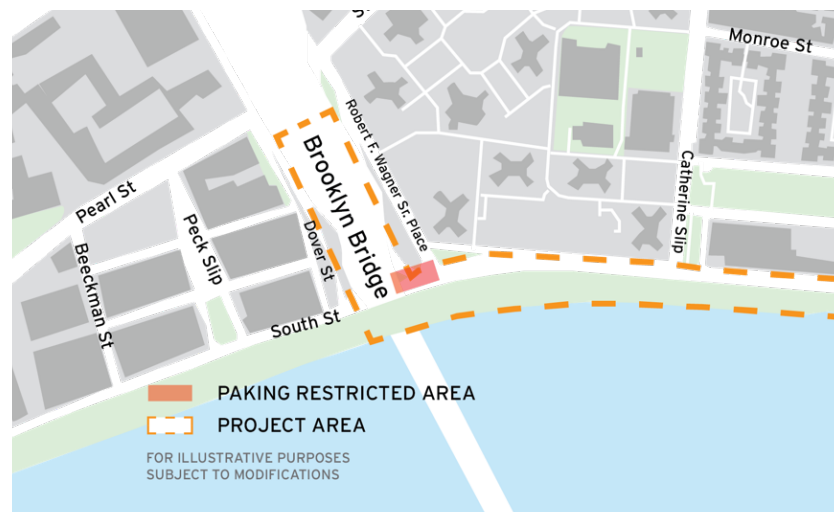 Monroe St
Robert F. Wagner Sr. Place
Brooklyn Bridge
Catherine Slip
Pearl St
Peck Slip
Dover St
Beeckman St
South St
PAKING RESTRICTED AREA
PROJECT AREA
FOR ILLUSTRATIVE PURPOSES
SUBJECT TO MODIFICATIONS